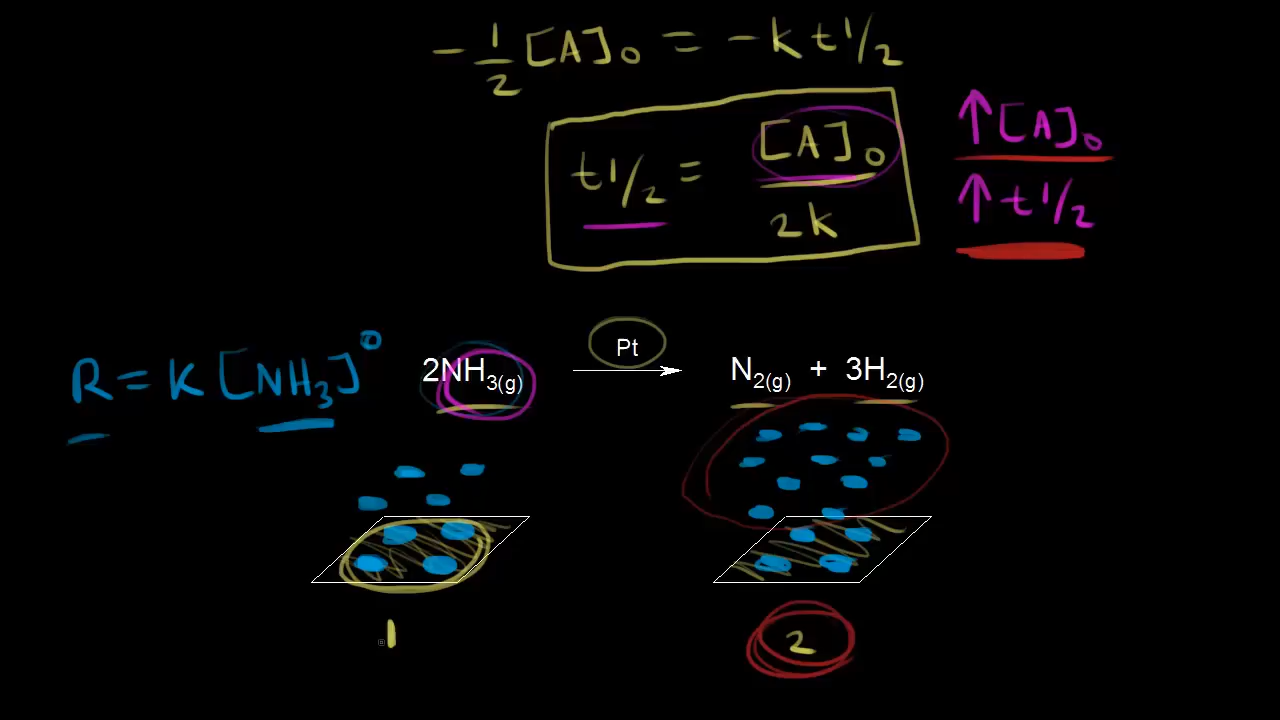 -1/2 [A]₀ = -k t1/2
t1/2 = [A]₀ / 2k
↑[A]₀
↑t1/2
R = K [NH₃]⁰
2NH₃(g) Pt → N₂(g) + 3H₂(g)
1
2